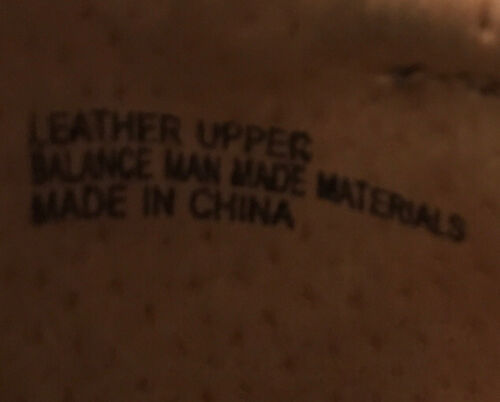 LEATHER UPPER
BALANCE MAN MADE MATERIALS
MADE IN CHINA